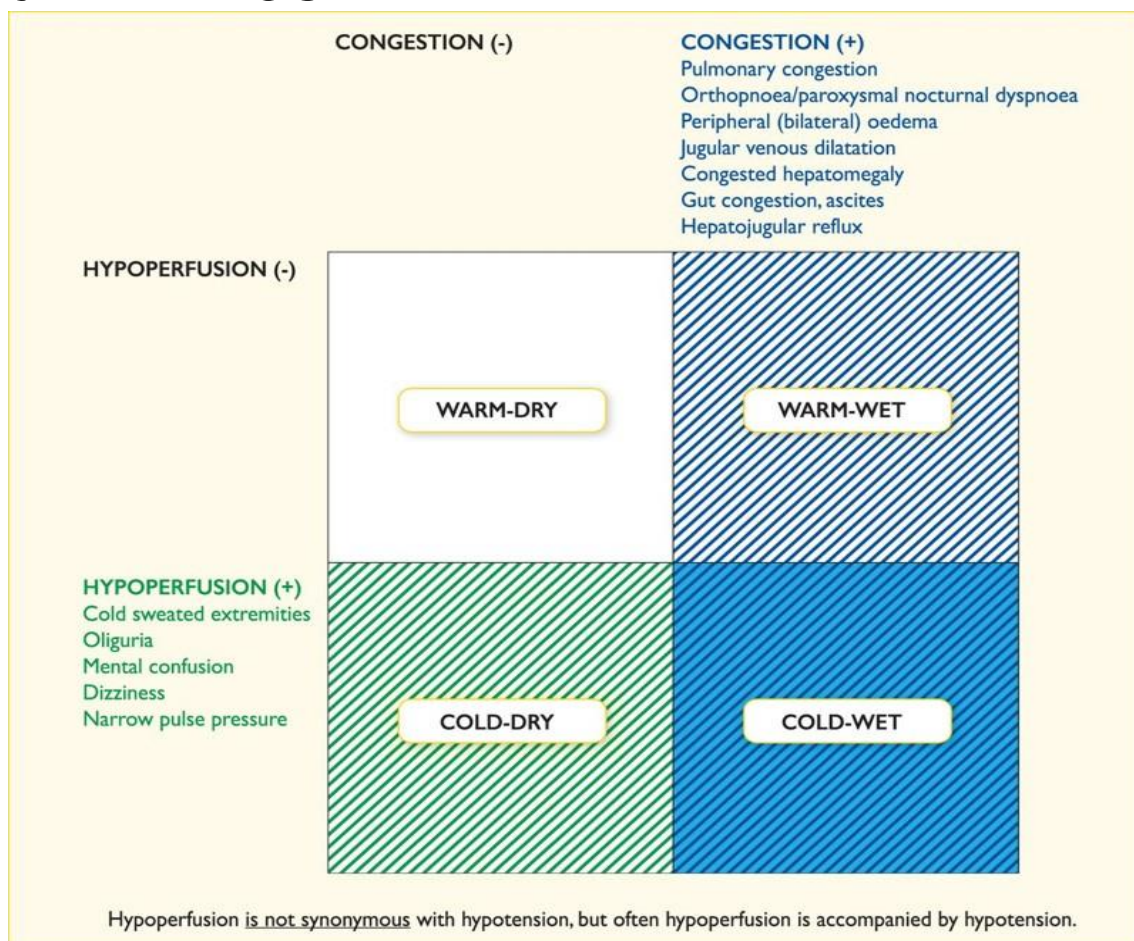 CONGESTION (-)
CONGESTION (+)
Pulmonary congestion
Orthopnoea/paroxysmal nocturnal dyspnoea
Peripheral (bilateral) oedema
Jugular venous dilatation
Congested hepatomegaly
Gut congestion, ascites
Hepatojugular reflux
HYPOPERFUSION (-)
WARM-DRY
WARM-WET
HYPOPERFUSION (+)
Cold sweated extremities
Oliguria
Mental confusion
Dizziness
Narrow pulse pressure
COLD-DRY
COLD-WET
Hypoperfusion is not synonymous with hypotension, but often hypoperfusion is accompanied by hypotension.